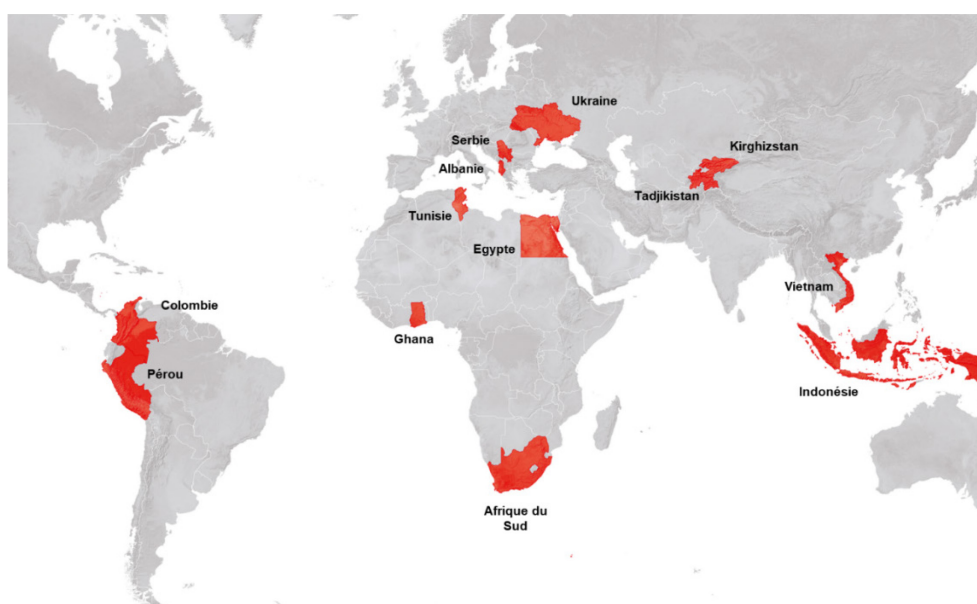 Ukraine
Serbie
Kirghizstan
Albanie
Tadjikistan
Tunisie
Egypte
Vietnam
Colombie
Ghana
Pérou
Indonésie
Afrique du
Sud